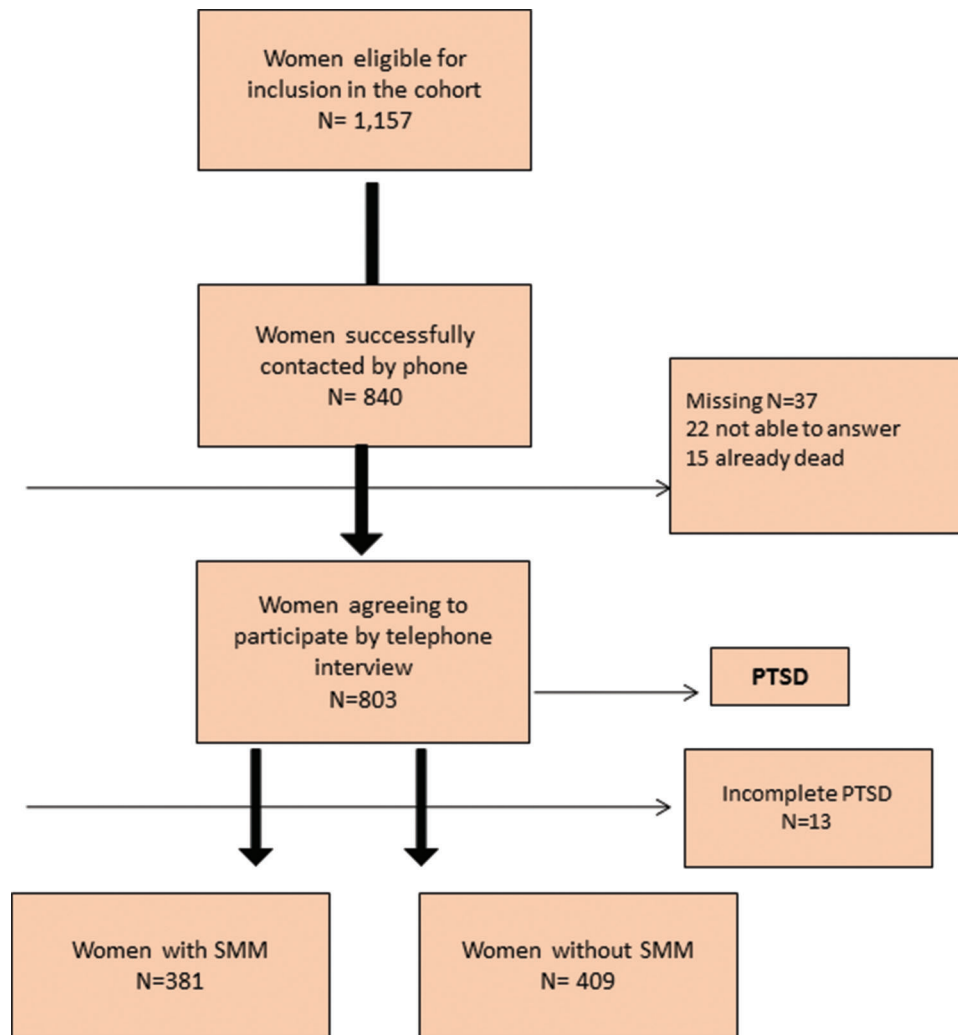 Women eligible for
inclusion in the cohort
N= 1,157
Women successfully
contacted by phone
N= 840
Missing N=37
22 not able to answer
15 already dead
Women agreeing to
participate by telephone
interview
N=803
PTSD
Incomplete PTSD
N=13
Women with SMM
N=381
Women without SMM
N= 409